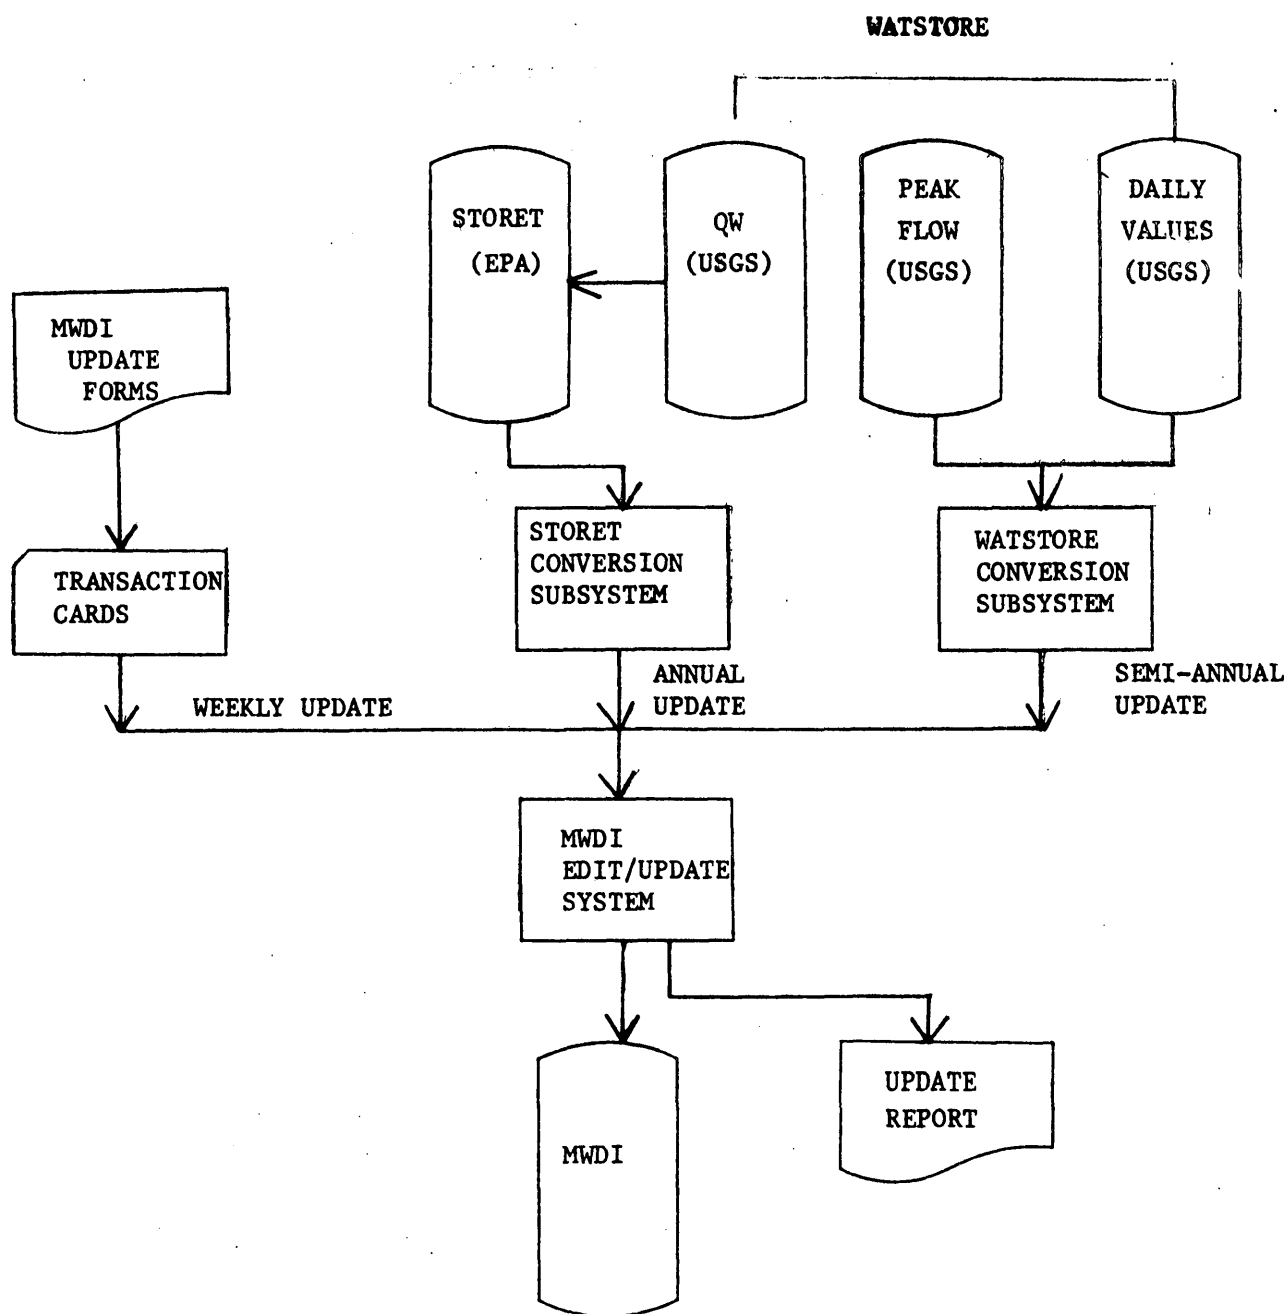 WATSTORE
STORET
(EPA)
QW
(USGS)
PEAK
FLOW
(USGS)
DAILY
VALUES
(USGS)
MWDI
UPDATE
FORMS
TRANSACTION
CARDS
STORET
CONVERSION
SUBSYSTEM
WATSTORE
CONVERSION
SUBSYSTEM
WEEKLY UPDATE
ANNUAL
UPDATE
SEMI-ANNUAL
UPDATE
MWDI
EDIT/UPDATE
SYSTEM
MWDI
UPDATE
REPORT